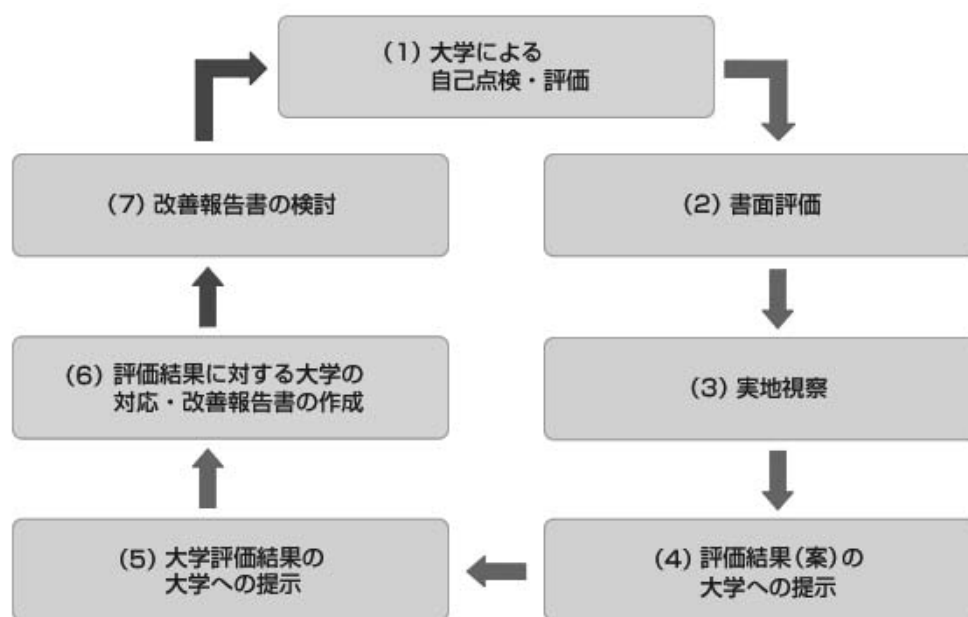 (1) 大学による
自己点検・評価
(2) 書面評価
(3) 実地視察
(4) 評価結果(案)の
大学への提示
(5) 大学評価結果の
大学への提示
(6) 評価結果に対する大学の
対応・改善報告書の作成
(7) 改善報告書の検討